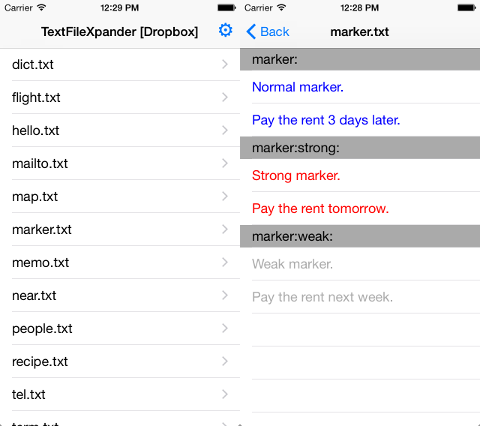 Carrier 12:29 PM
TextFileXpander [Dropbox]
dict.txt
flight.txt
hello.txt
mailto.txt
map.txt
marker.txt
memo.txt
near.txt
people.txt
recipe.txt
tel.txt
term.txt
Carrier 12:28 PM
Back marker.txt
marker:
Normal marker.
Pay the rent 3 days later.
marker:strong:
Strong marker.
Pay the rent tomorrow.
marker:weak:
Weak marker.
Pay the rent next week.